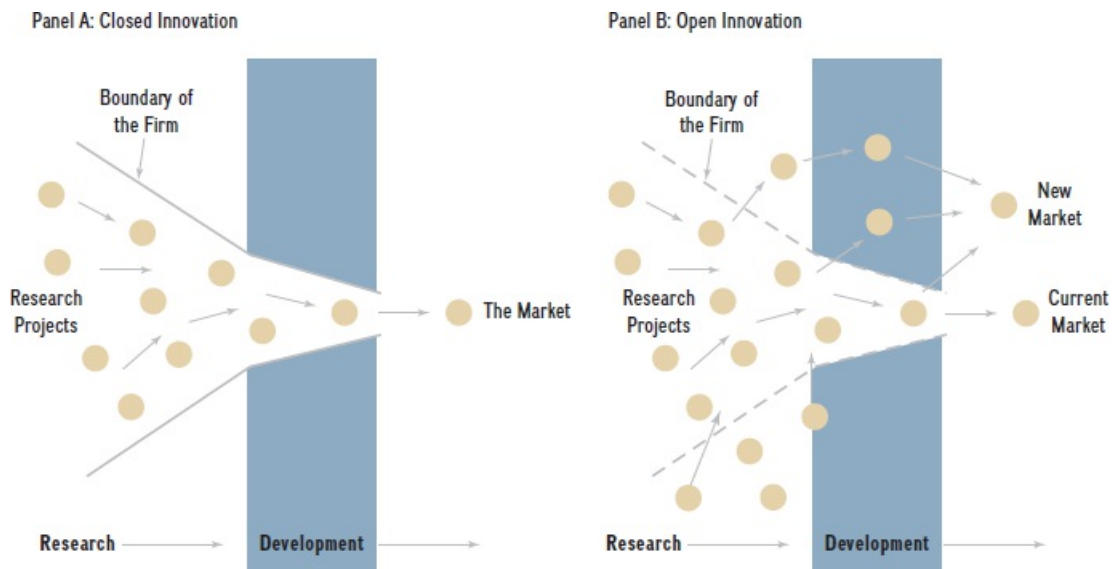 Panel A: Closed Innovation
Boundary of
the Firm
Research
Projects
The Market
Research
Development
Panel B: Open Innovation
Boundary of
the Firm
New
Market
Research
Projects
Current
Market
Research
Development